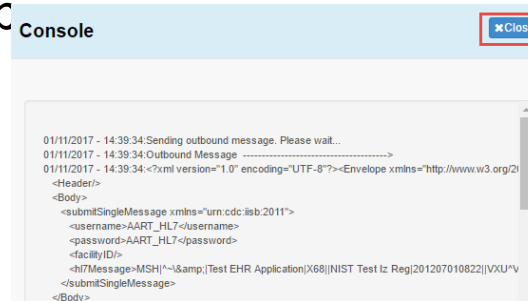 Console
✖Clos
01/11/2017 - 14:39:34:Sending outbound message. Please wait...
01/11/2017 - 14:39:34:Outbound Message --------------------------------------->
01/11/2017 - 14:39:34:<?xml version="1.0" encoding="UTF-8"?><Envelope xmlns="http://www.w3.org/20
<Header/>
<Body>
<submitSingleMessage xmlns="urn:cdc:iisb:2011">
<username>AART_HL7</username>
<password>AART_HL7</password>
<facilityID/>
<hl7Message>MSH|^~\&amp;|Test EHR Application|X68||NIST Test Iz Reg|201207010822||VXU^V
</submitSingleMessage>
</Body>